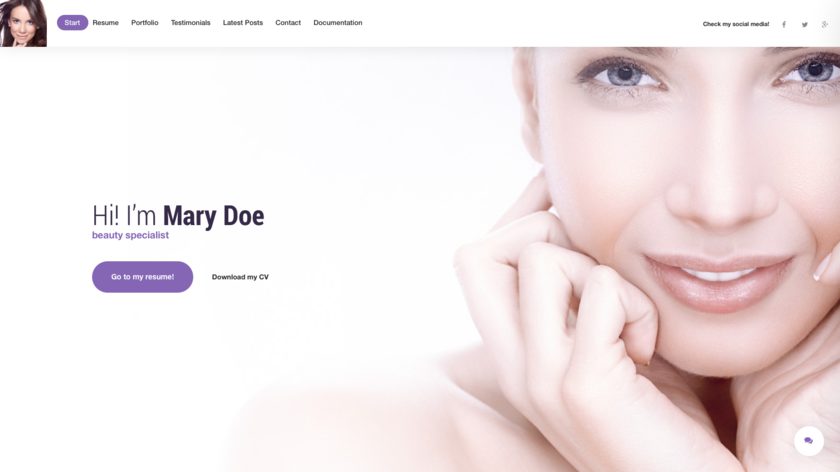 Start Resume Portfolio Testimonials Latest Posts Contact Documentation Check my social media!
Hi! I'm Mary Doe
beauty specialist
Go to my resume! Download my CV